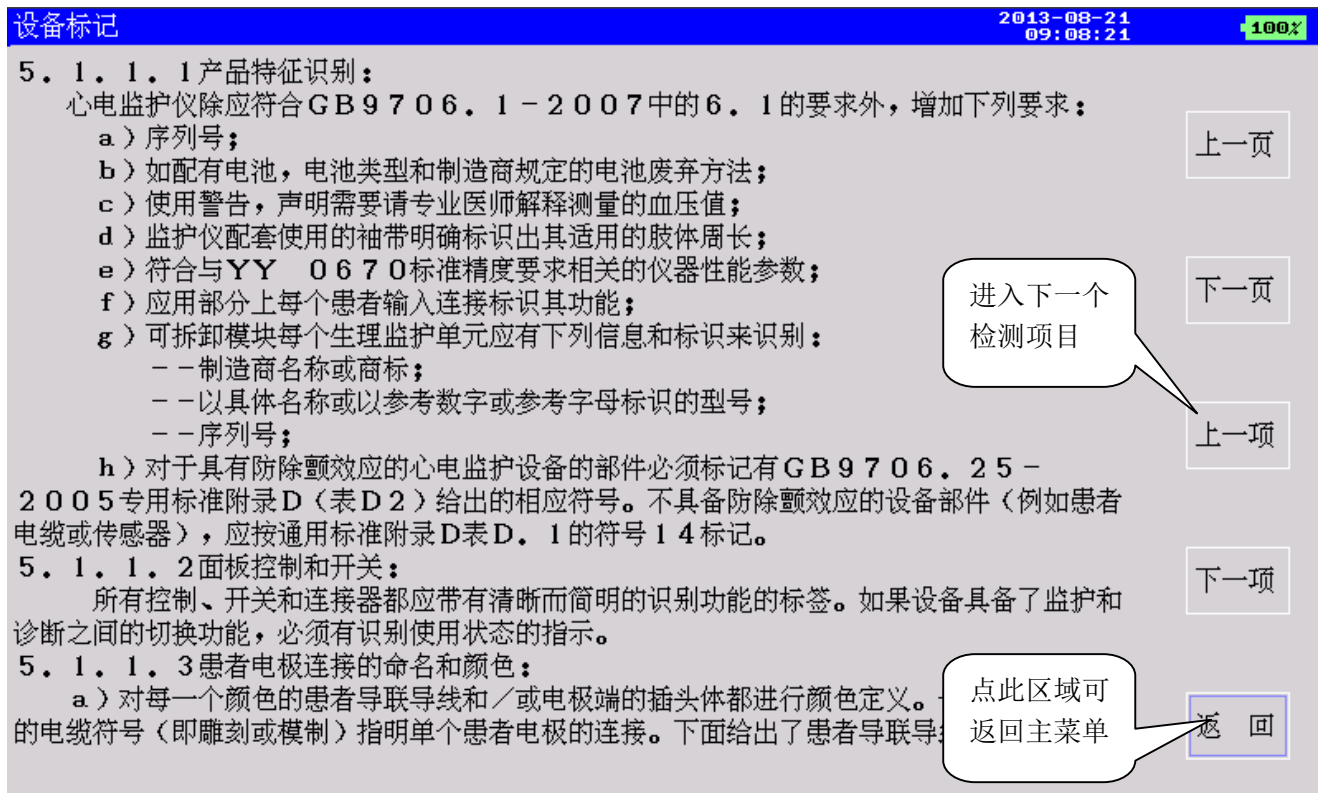 设备标记
2013-08-21
09:08:21
100%
5．1．1．1产品特征识别：
心电监护仪除应符合GB9706．1－2007中的6．1的要求外，增加下列要求：
a）序列号；
b）如配有电池，电池类型和制造商规定的电池废弃方法；
c）使用警告，声明需要请专业医师解释测量的血压值；
d）监护仪配套使用的袖带明确标识出其适用的肢体周长；
e）符合与YY　0670标准精度要求相关的仪器性能参数；
f）应用部分上每个患者输入连接标识其功能；
g）可拆卸模块每个生理监护单元应有下列信息和标识来识别：
－－制造商名称或商标；
－－以具体名称或以参考数字或参考字母标识的型号；
－－序列号；
h）对于具有防除颤效应的心电监护设备的部件必须标记有GB9706．25－
2005专用标准附录D（表D2）给出的相应符号。不具备防除颤效应的设备部件（例如患者
电缆或传感器），应按通用标准附录D表D．1的符号14标记。
5．1．1．2面板控制和开关：
所有控制、开关和连接器都应带有清晰而简明的识别功能的标签。如果设备具备了监护和
诊断之间的切换功能，必须有识别使用状态的指示。
5．1．1．3患者电极连接的命名和颜色：
a）对每一个颜色的患者导联导线和／或电极端的插头体都进行颜色定义。
的电缆符号（即雕刻或模制）指明单个患者电极的连接。下面给出了患者导联导
上一页
下一页
进入下一个
检测项目
上一项
下一项
点此区域可
返回主菜单
返　回